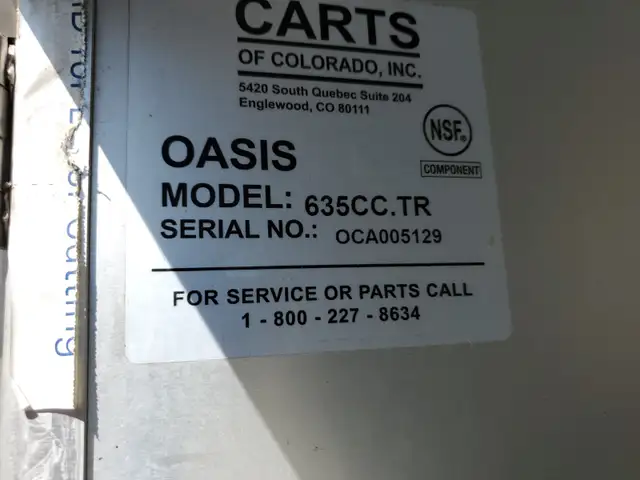 CARTS
OF COLORADO, INC.
5420 South Quebec Suite 204
Englewood, CO 80111
NSF®
COMPONENT
OASIS
MODEL: 635CC.TR
SERIAL NO.: OCA005129
FOR SERVICE OR PARTS CALL
1 - 800 - 227 - 8634